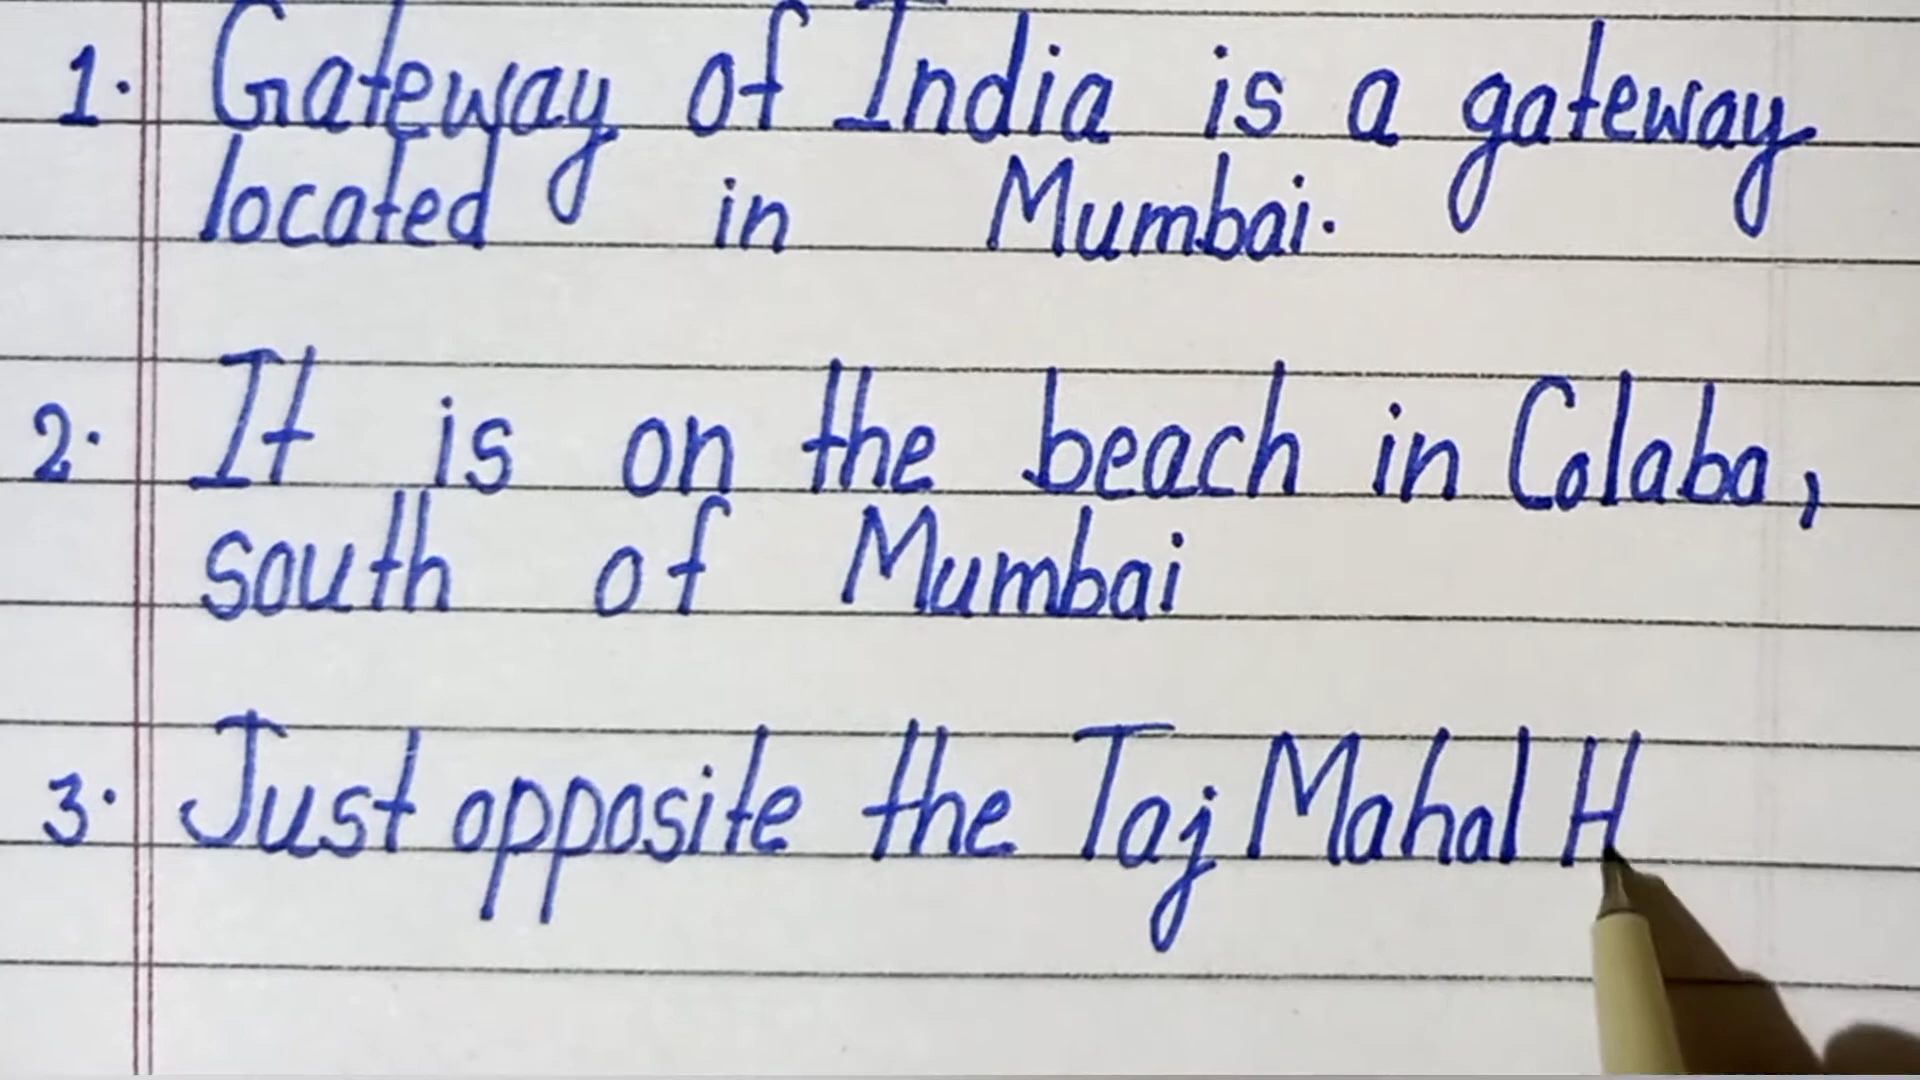 1. Gateway of India is a gateway
located in Mumbai.
2. It is on the beach in Colaba,
south of Mumbai
3. Just opposite the Taj Mahal H